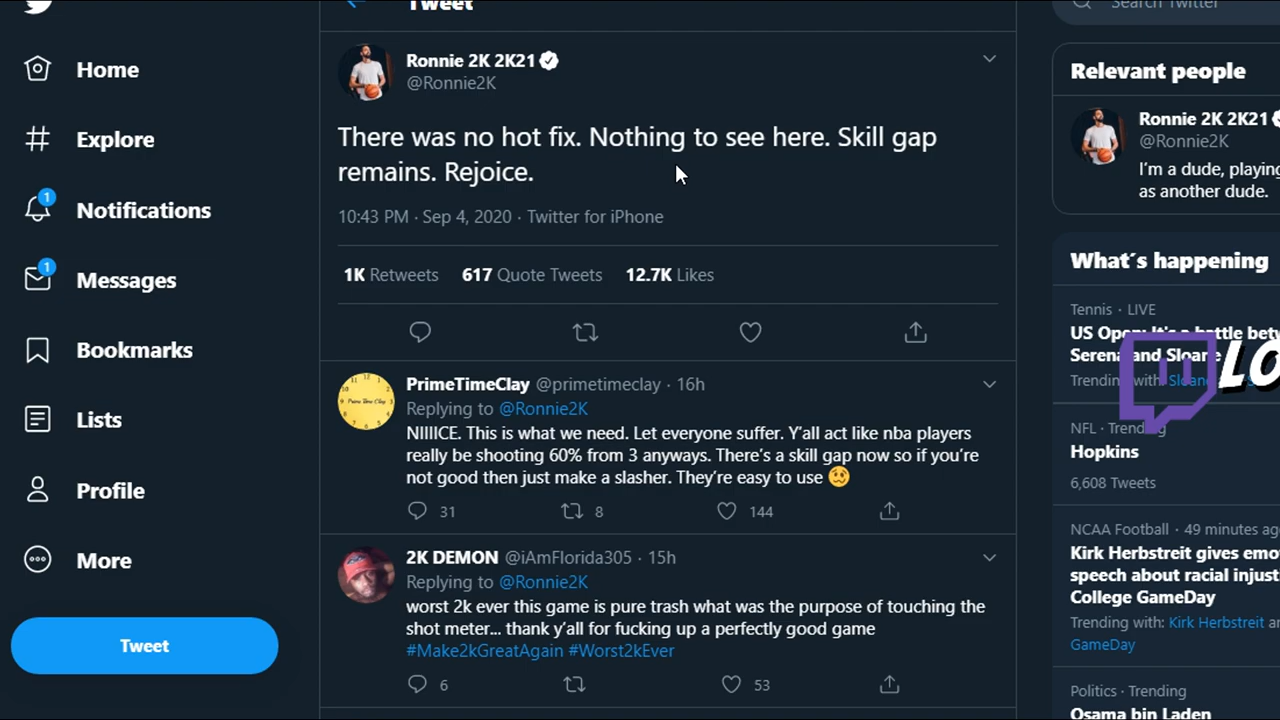 Tweet
Search Twitter
Home
Explore
1
Notifications
1
Messages
Bookmarks
Lists
Profile
More
Tweet
Ronnie 2K 2K21
@Ronnie2K
There was no hot fix. Nothing to see here. Skill gap
remains. Rejoice.
10:43 PM · Sep 4, 2020 · Twitter for iPhone
1K Retweets 617 Quote Tweets 12.7K Likes
PrimeTimeClay @primetimeclay · 16h
Replying to @Ronnie2K
NIIIICE. This is what we need. Let everyone suffer. Y'all act like nba players
really be shooting 60% from 3 anyways. There's a skill gap now so if you're
not good then just make a slasher. They're easy to use 🥴
31 8 144
2K DEMON @iAmFlorida305 · 15h
Replying to @Ronnie2K
worst 2k ever this game is pure trash what was the purpose of touching the
shot meter... thank y'all for fucking up a perfectly good game
#Make2kGreatAgain #Worst2kEver
6 53
Relevant people
Ronnie 2K 2K21
@Ronnie2K
I'm a dude, playing
as another dude.
What´s happening
Tennis · LIVE
US Open: It's a battle
Serena and Sloane
Trending with:
LO
NFL · Trending
Hopkins
6,608 Tweets
NCAA Football · 49 minutes ago
Kirk Herbstreit gives
speech about racial
College GameDay
Trending with: Kirk Herbstreit
GameDay
Politics · Trending
Osama bin Laden